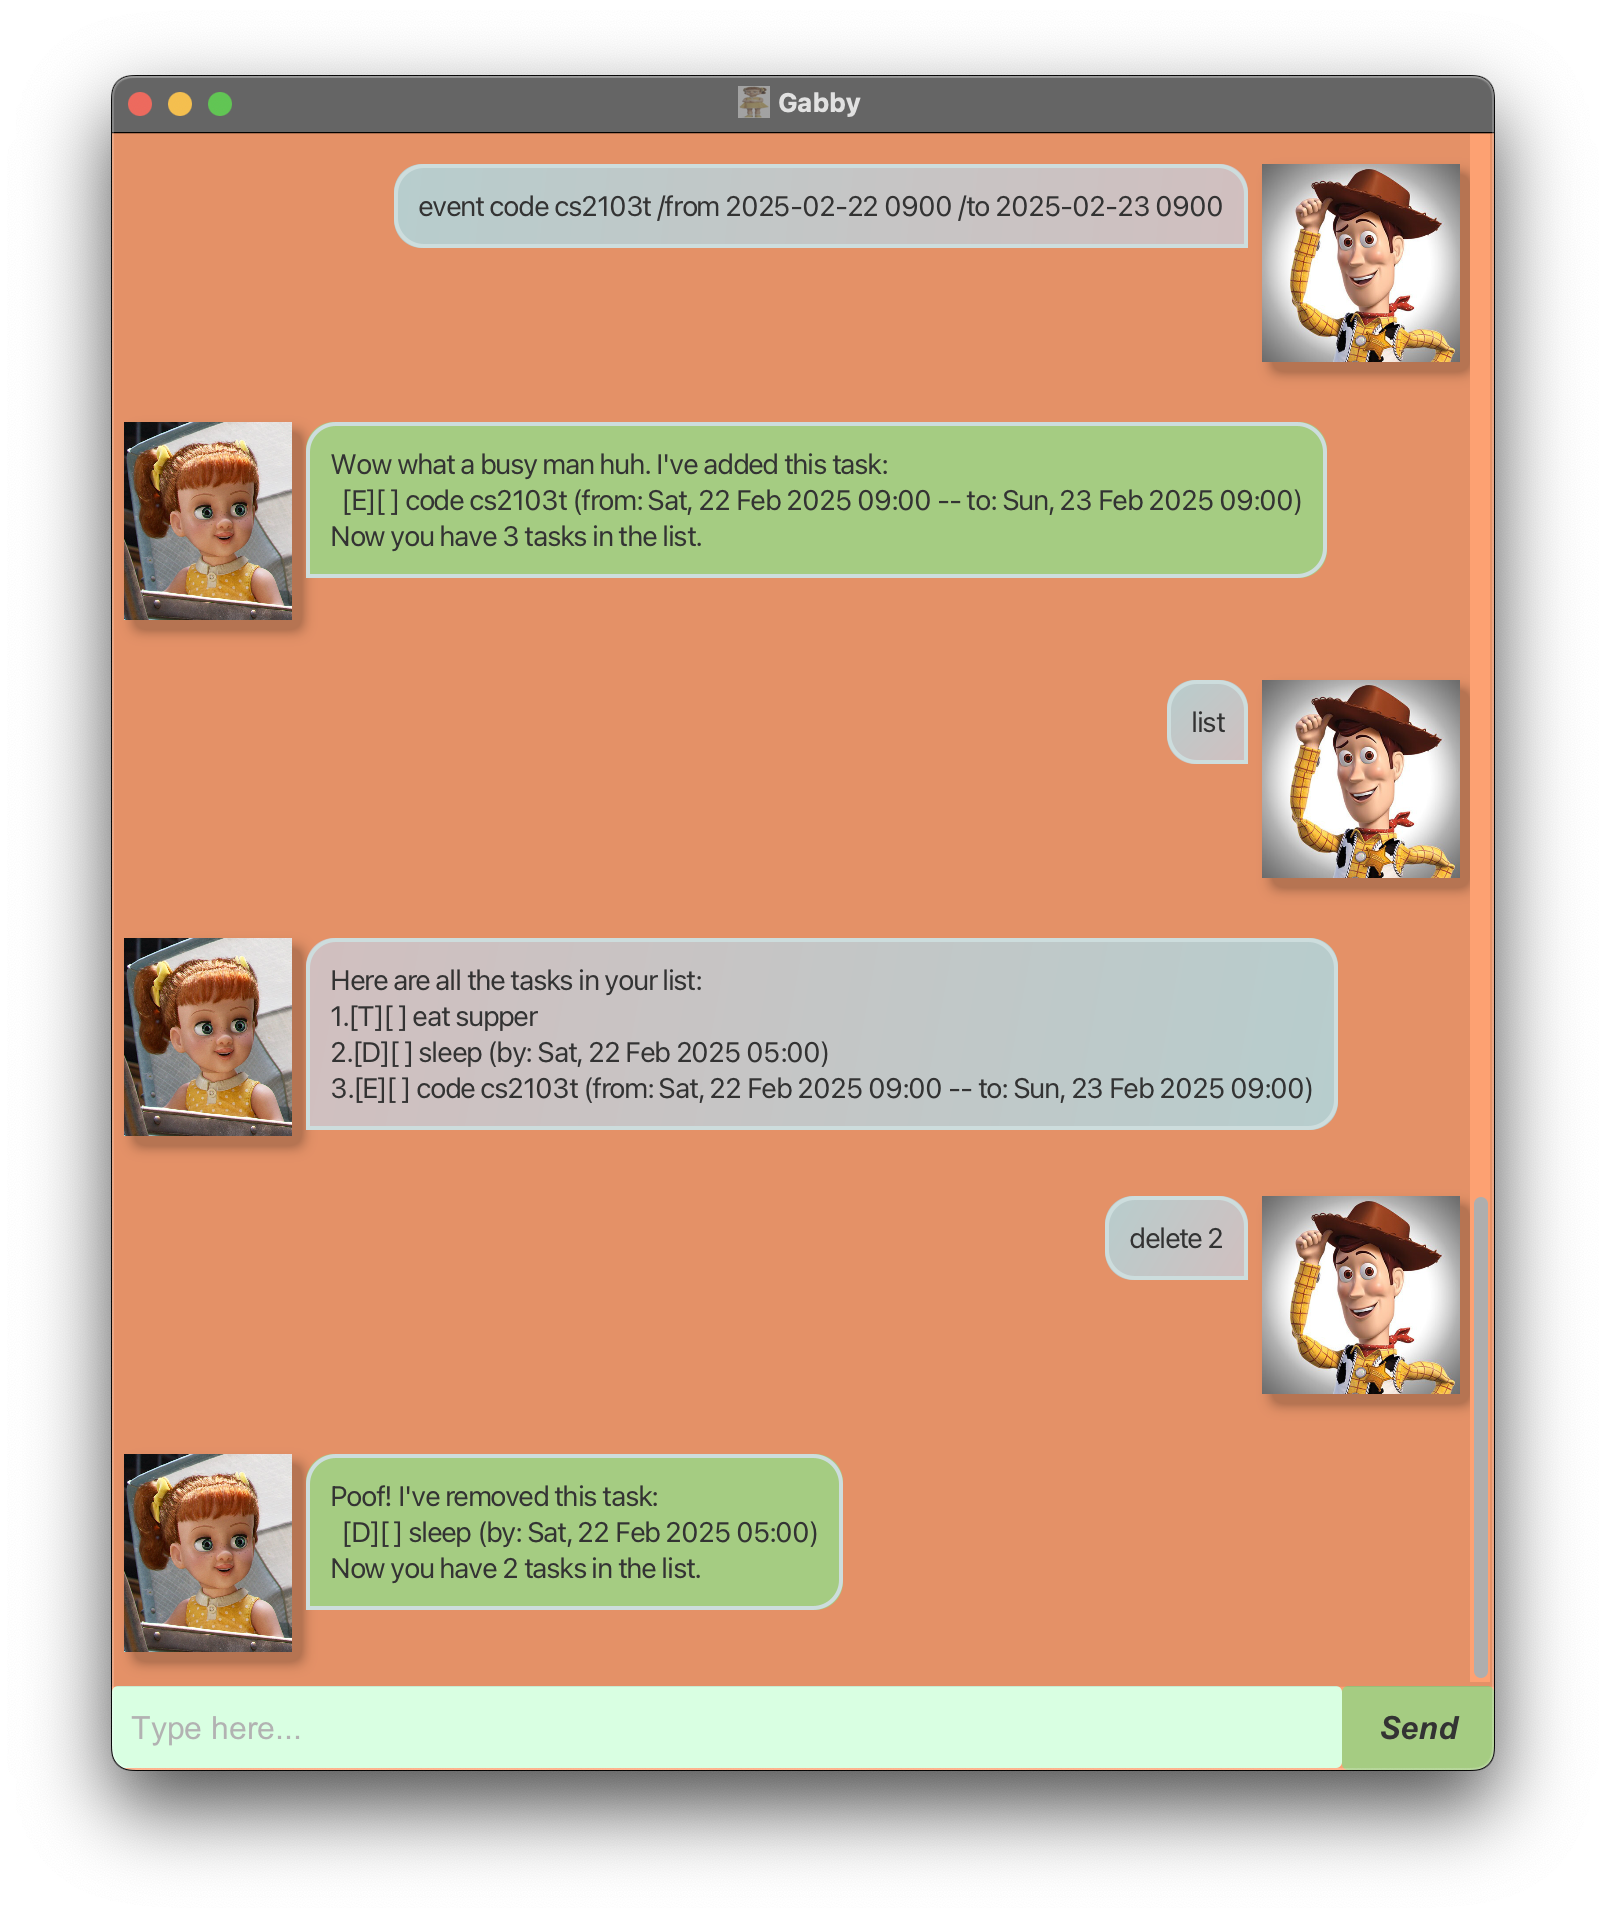 Gabby
event code cs2103t /from 2025-02-22 0900 /to 2025-02-23 0900
Wow what a busy man huh. I've added this task:
[E][ ] code cs2103t (from: Sat, 22 Feb 2025 09:00 -- to: Sun, 23 Feb 2025 09:00)
Now you have 3 tasks in the list.
list
Here are all the tasks in your list:
1.[T][ ] eat supper
2.[D][ ] sleep (by: Sat, 22 Feb 2025 05:00)
3.[E][ ] code cs2103t (from: Sat, 22 Feb 2025 09:00 -- to: Sun, 23 Feb 2025 09:00)
delete 2
Poof! I've removed this task:
[D][ ] sleep (by: Sat, 22 Feb 2025 05:00)
Now you have 2 tasks in the list.
Type here...
Send